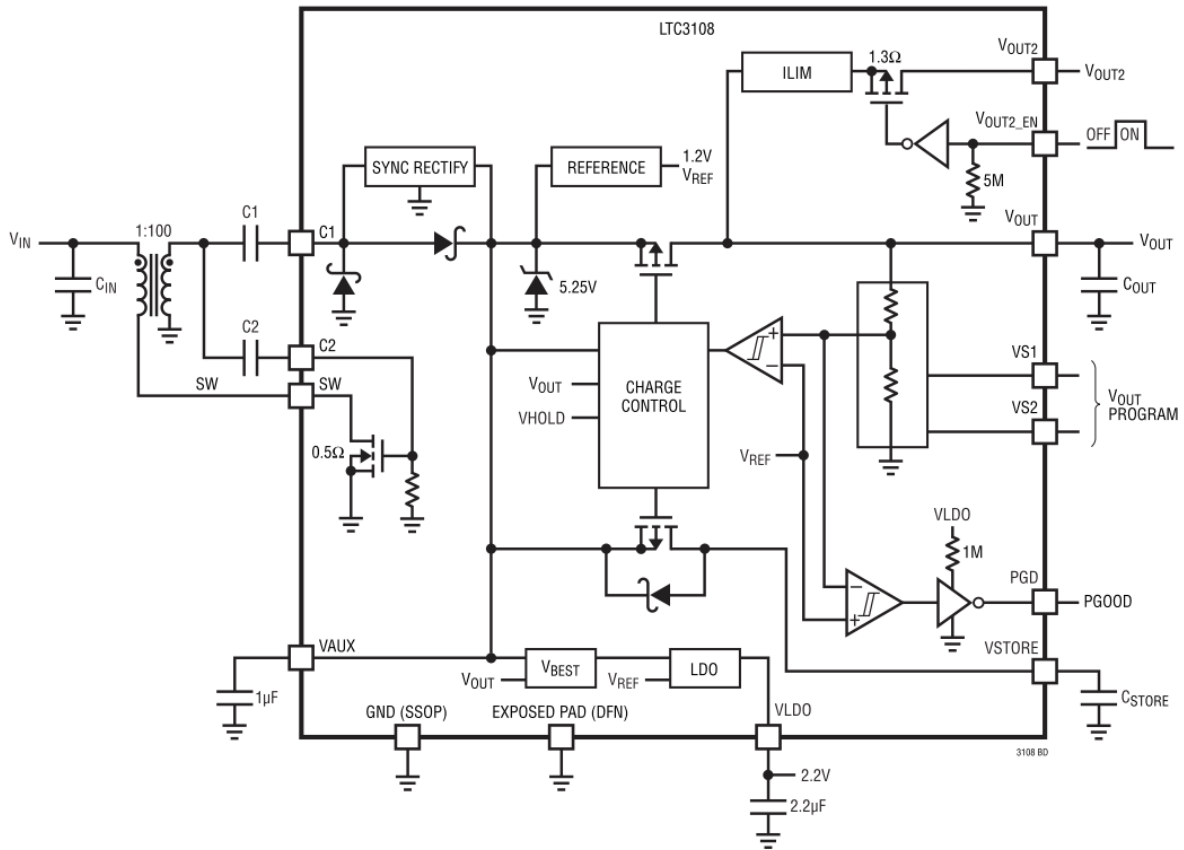 LTC3108
VOUT2
1.3Ω
ILIM
VOUT2
VOUT2_EN
OFF ON
SYNC RECTIFY
REFERENCE
1.2V
VREF
5M
C1
1:100
VOUT
VIN
C1
VOUT
CIN
5.25V
COUT
C2
C2
VS1
SW
SW
VOUT
CHARGE
CONTROL
VOUT
PROGRAM
VS2
VHOLD
0.5Ω
VREF
VLDO
1M
PGD
PGOOD
VSTORE
VAUX
VBEST
LDO
VOUT
VREF
1µF
CSTORE
GND (SSOP)
EXPOSED PAD (DFN)
VLDO
3108 BD
2.2V
2.2µF
+
−
−
+